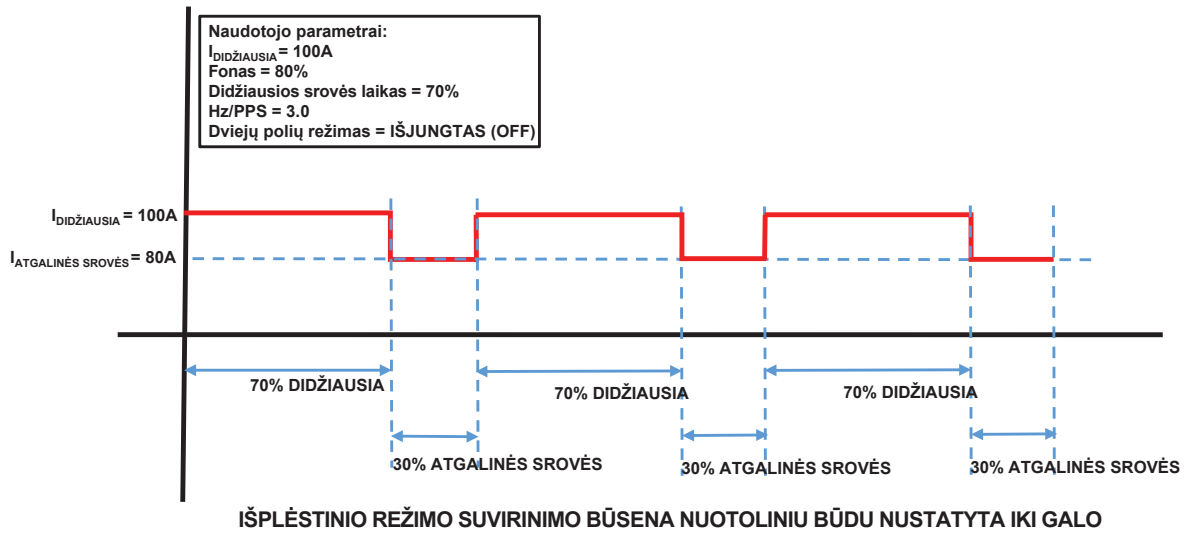 Naudotojo parametrai:
IDIDŽIAUSIA = 100A
Fonas = 80%
Didžiausios srovės laikas = 70%
Hz/PPS = 3.0
Dviejų polių režimas = IŠJUNGTAS (OFF)
IDIDŽIAUSIA = 100A
IATGALINĖS SROVĖS = 80A
70% DIDŽIAUSIA
70% DIDŽIAUSIA
70% DIDŽIAUSIA
30% ATGALINĖS SROVĖS
30% ATGALINĖS SROVĖS
30% ATGALINĖS SROVĖS
IŠPLĖSTINIO REŽIMO SUVIRINIMO BŪSENA NUOTOLINIU BŪDU NUSTATYTA IKI GALO